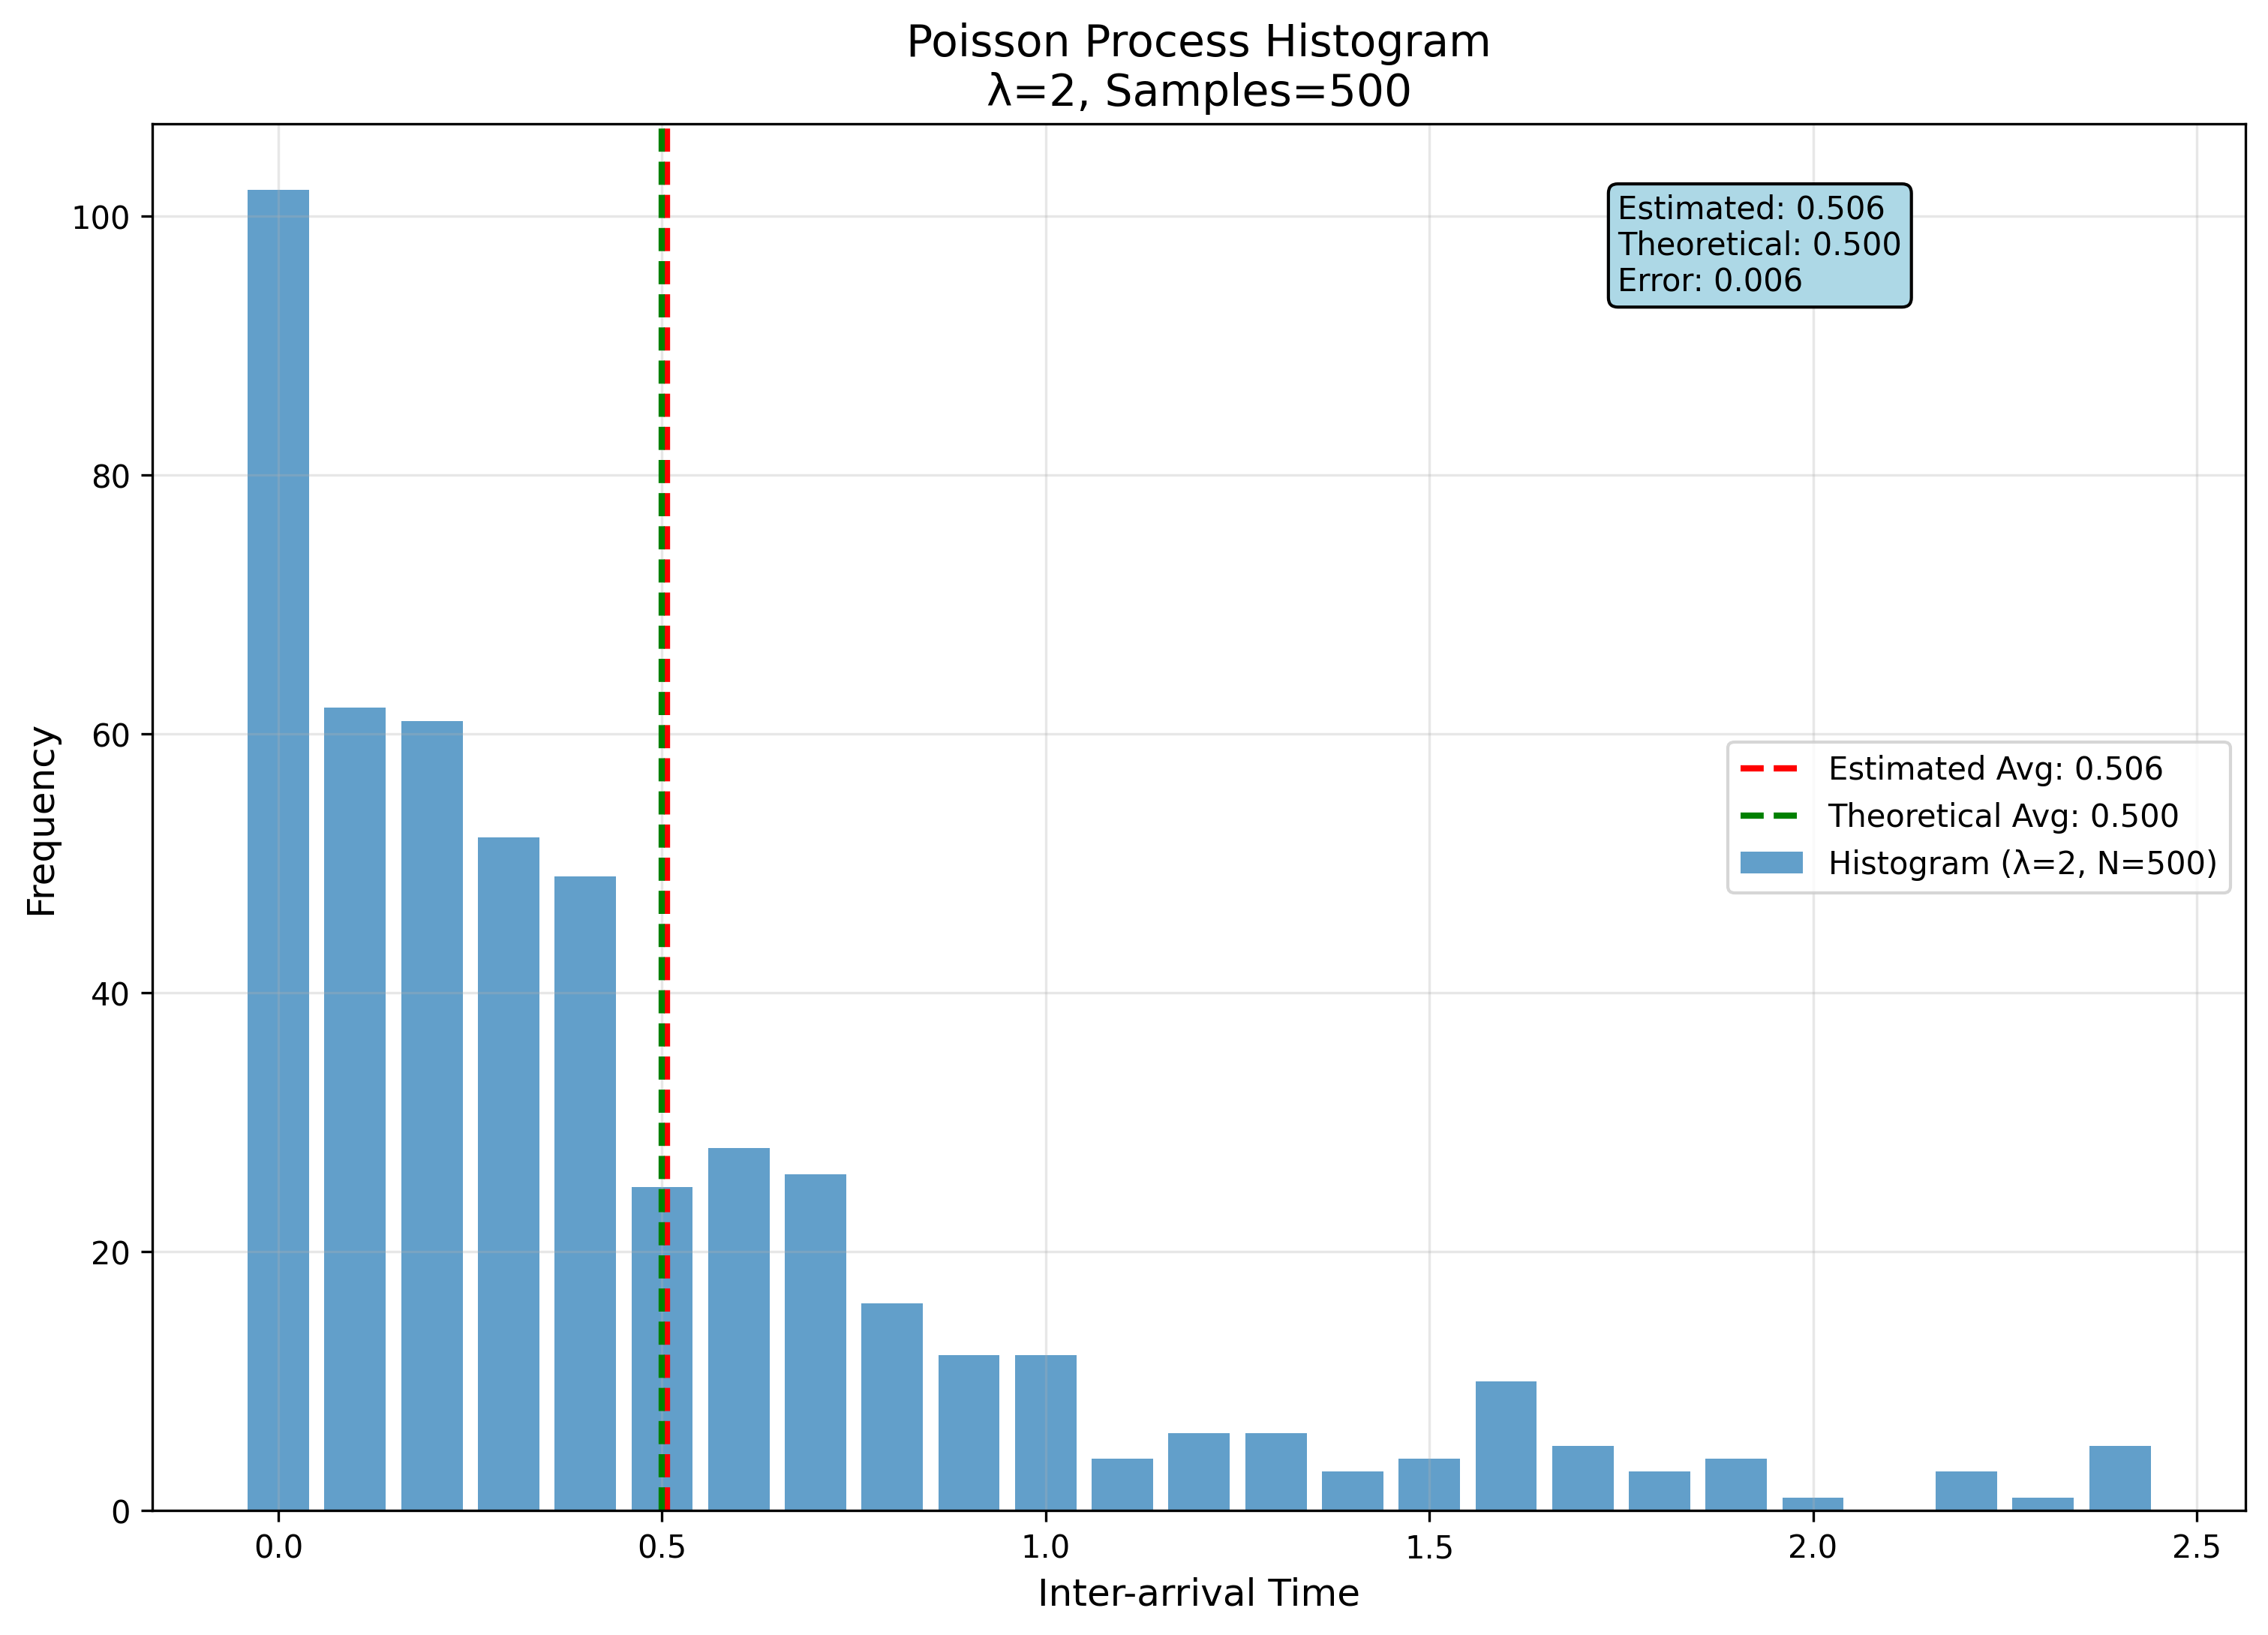 Poisson Process Histogram
λ=2, Samples=500
Estimated: 0.506
Theoretical: 0.500
Error: 0.006
Frequency
100
80
60
40
20
0
Estimated Avg: 0.506
Theoretical Avg: 0.500
Histogram (λ=2, N=500)
0.0 0.5 1.0 1.5 2.0 2.5
Inter-arrival Time